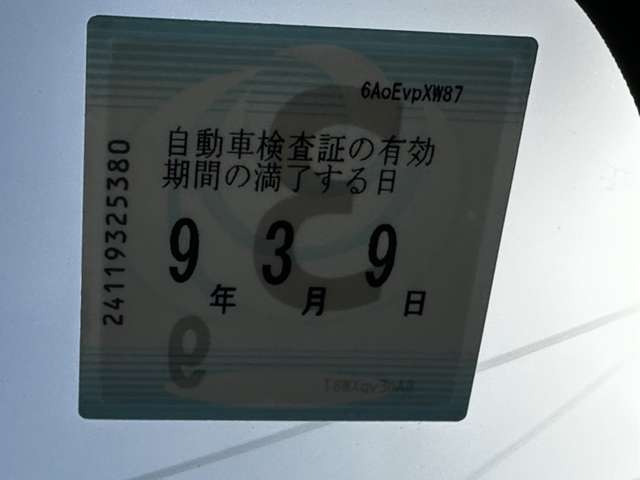 6AoEvpXW87
自動車検査証の有効
期間の満了する日
9年3月9日
24119325380